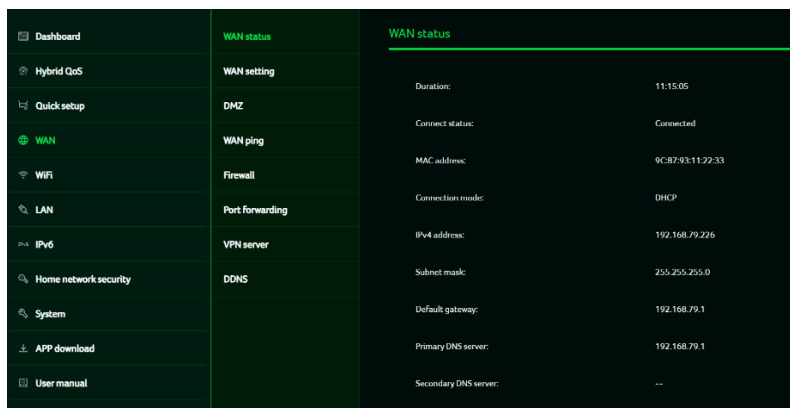 Dashboard
Hybrid QoS
Quick setup
WAN
WiFi
LAN
IPv6
Home network security
System
APP download
User manual
WAN status
WAN setting
DMZ
WAN ping
Firewall
Port forwarding
VPN server
DDNS
WAN status
Duration: 11:15:05
Connect status: Connected
MAC address: 9C:87:93:11:22:33
Connection mode: DHCP
IPv4 address: 192.168.79.226
Subnet mask: 255.255.255.0
Default gateway: 192.168.79.1
Primary DNS server: 192.168.79.1
Secondary DNS server: --